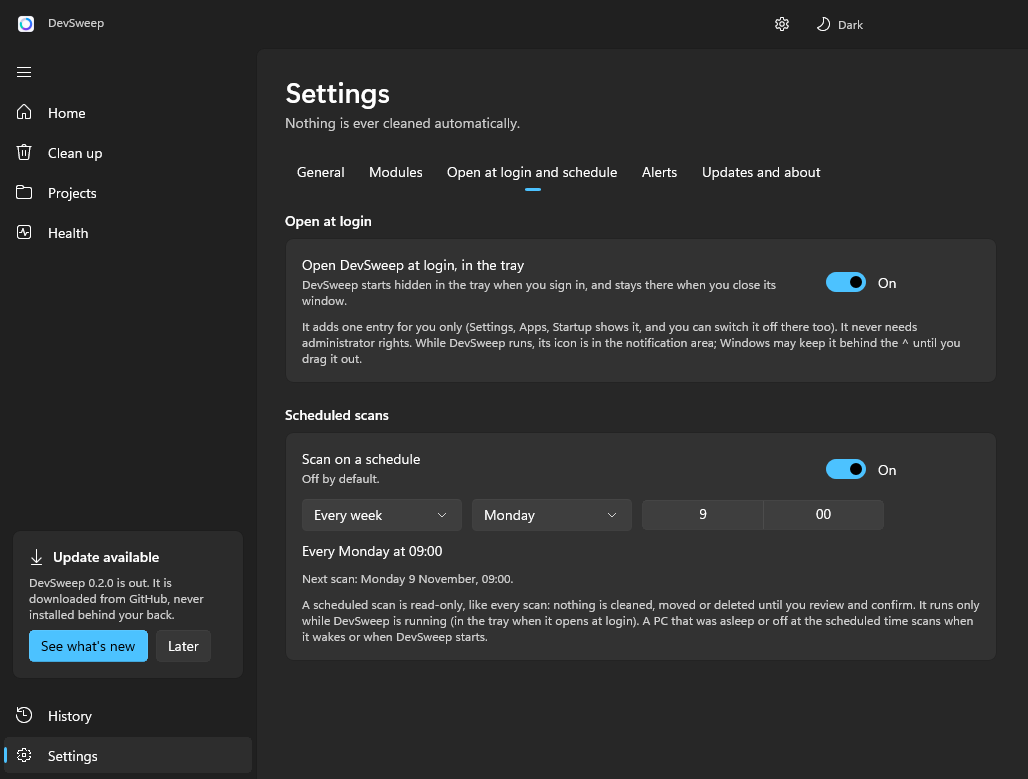 DevSweep
Dark
Home
Clean up
Projects
Health
Update available
DevSweep 0.2.0 is out. It is
downloaded from GitHub, never
installed behind your back.
See what's new
Later
History
Settings
Settings
Nothing is ever cleaned automatically.
General
Modules
Open at login and schedule
Alerts
Updates and about
Open at login
Open DevSweep at login, in the tray
DevSweep starts hidden in the tray when you sign in, and stays there when you close its
window.
On
It adds one entry for you only (Settings, Apps, Startup shows it, and you can switch it off there too). It never needs
administrator rights. While DevSweep runs, its icon is in the notification area; Windows may keep it behind the ^ until you
drag it out.
Scheduled scans
Scan on a schedule
Off by default.
On
Every week
Monday
9
00
Every Monday at 09:00
Next scan: Monday 9 November, 09:00.
A scheduled scan is read-only, like every scan: nothing is cleaned, moved or deleted until you review and confirm. It runs only
while DevSweep is running (in the tray when it opens at login). A PC that was asleep or off at the scheduled time scans when
it wakes or when DevSweep starts.